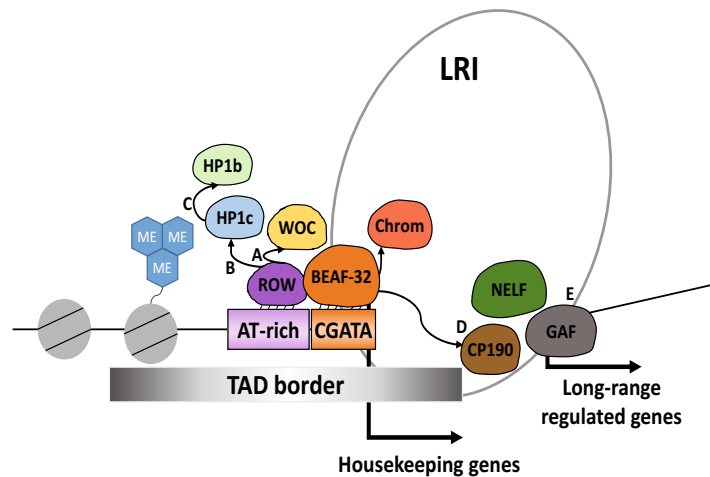 LRI
HP1b
C
HP1c
WOC
Chrom
ME ME
ME
B
A
ROW
BEAF-32
NELF
E
D
CP190
GAF
AT-rich
CGATA
TAD border
Long-range
regulated genes
Housekeeping genes